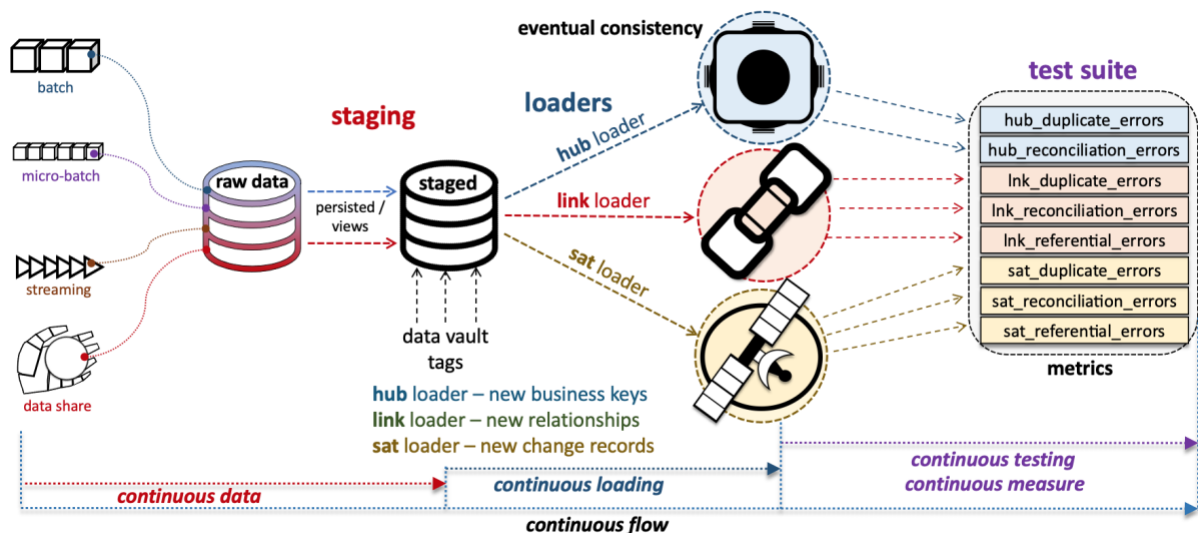 eventual consistency
batch
test suite
staging
loaders
hub loader
hub_duplicate_errors
hub_reconciliation_errors
micro-batch
raw data
staged
persisted /
views
link loader
lnk_duplicate_errors
lnk_reconciliation_errors
lnk_referential_errors
sat loader
sat_duplicate_errors
sat_reconciliation_errors
sat_referential_errors
streaming
data vault
tags
metrics
data share
hub loader – new business keys
link loader – new relationships
sat loader – new change records
continuous data
continuous loading
continuous testing
continuous measure
continuous flow